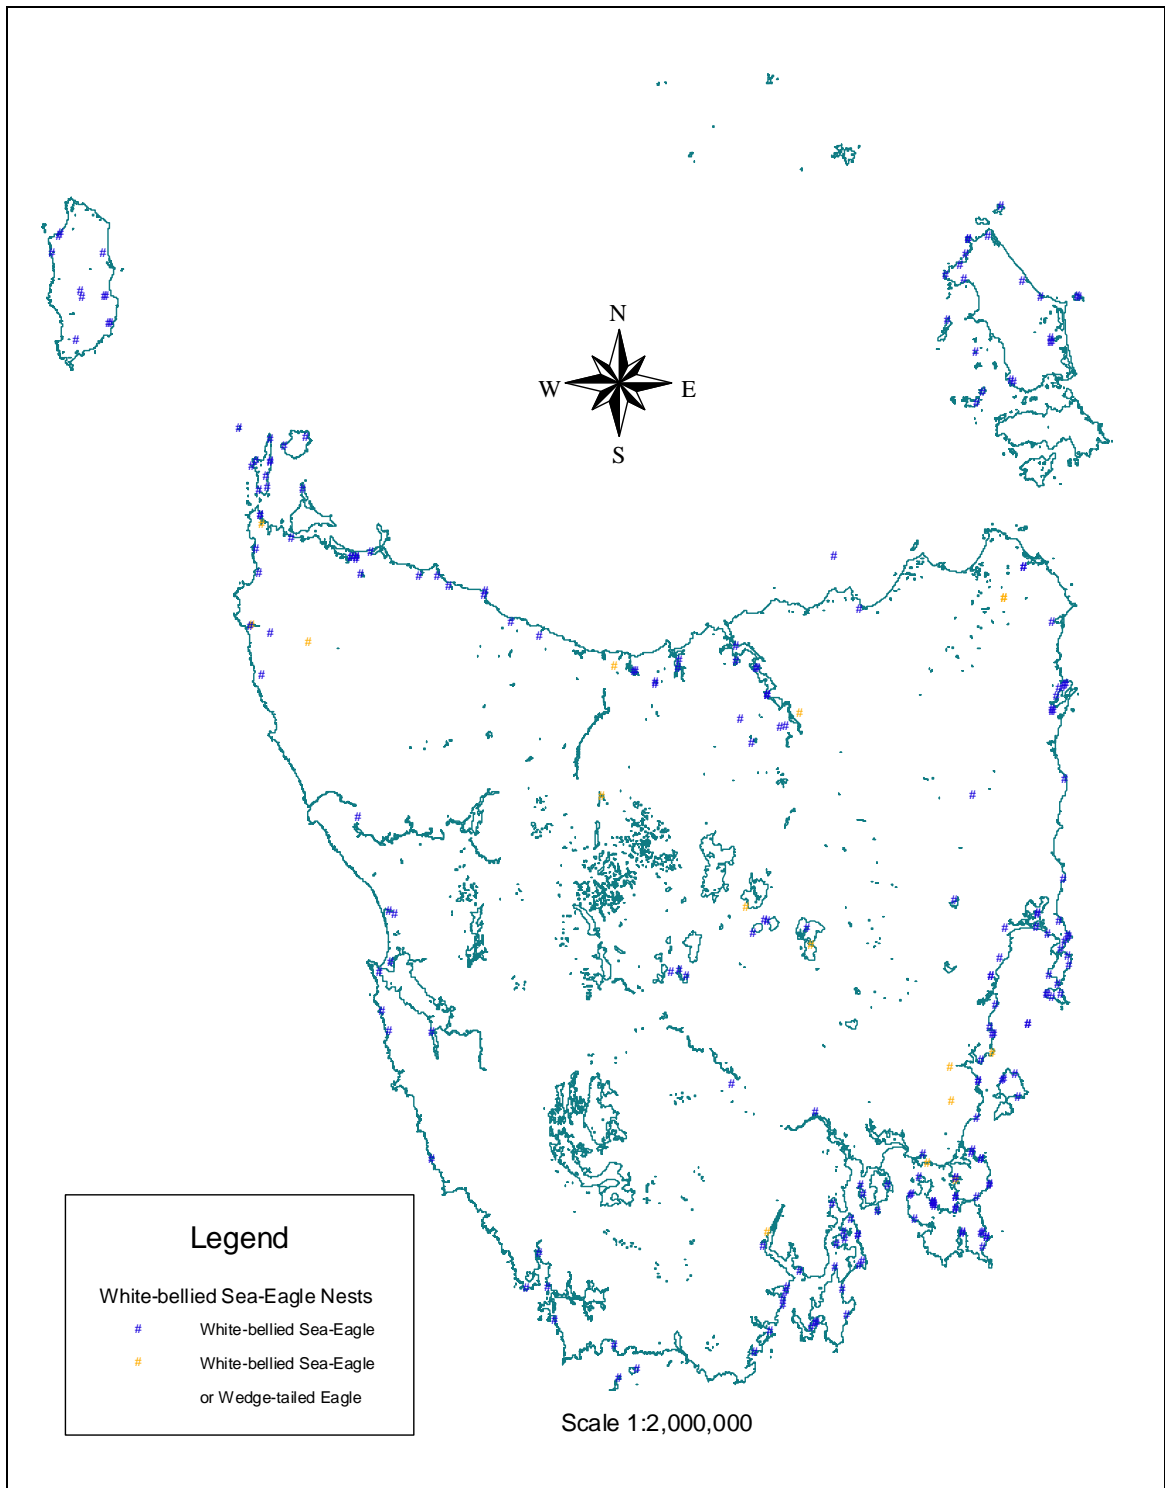 N
W E
S
Legend
White-bellied Sea-Eagle Nests
# White-bellied Sea-Eagle
# White-bellied Sea-Eagle
or Wedge-tailed Eagle
Scale 1:2,000,000